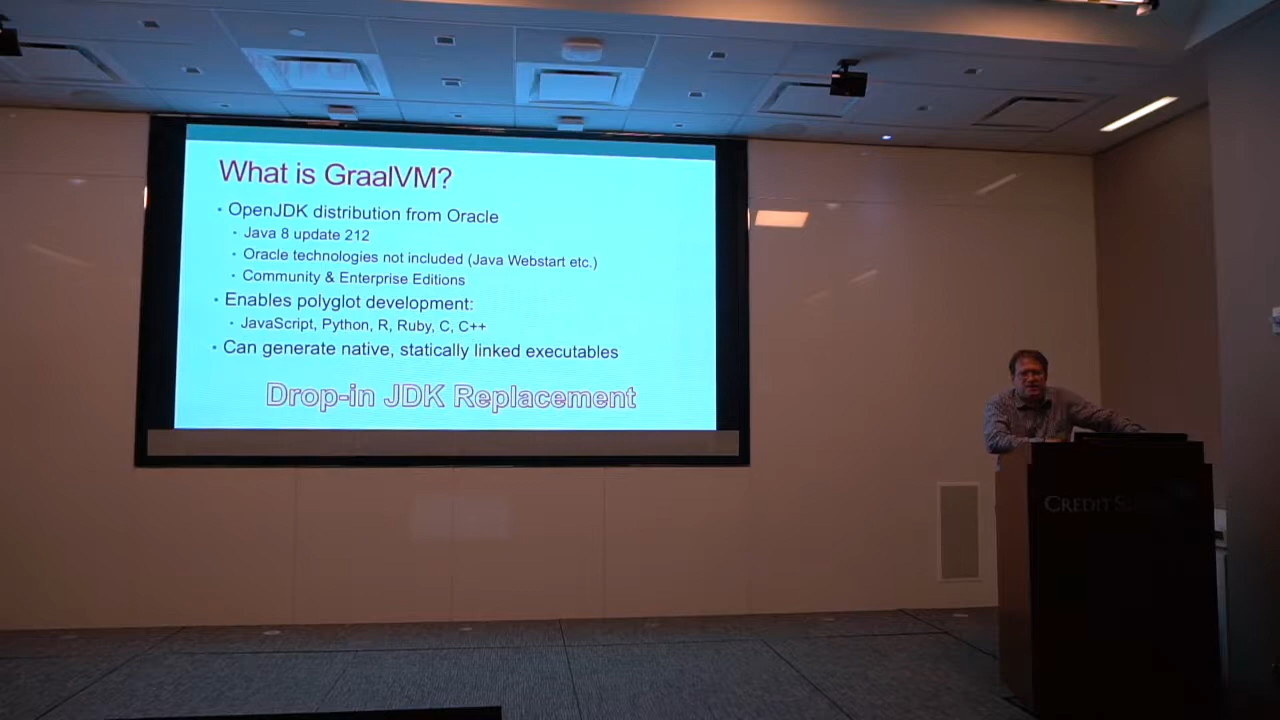 What is GraalVM?
• OpenJDK distribution from Oracle
• Java 8 update 212
• Oracle technologies not included (Java Webstart etc.)
• Community & Enterprise Editions
• Enables polyglot development:
• JavaScript, Python, R, Ruby, C, C++
• Can generate native, statically linked executables
Drop-in JDK Replacement
CREDIT